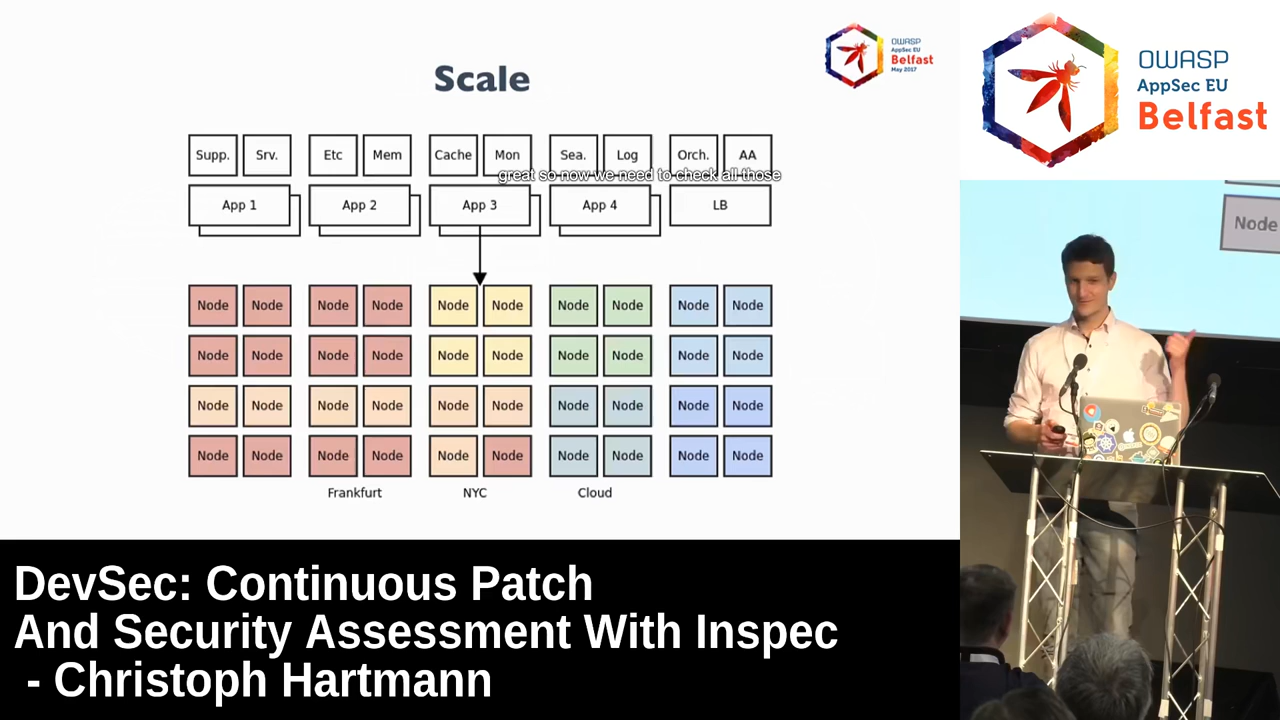 Scale
OWASP
AppSec EU
Belfast
May 2017
Supp. Srv. Etc Mem Cache Mon Sea. Log Orch. AA
great so now we need to check all those
App 1 App 2 App 3 App 4 LB
Node Node Node Node Node Node Node Node Node Node
Node Node Node Node Node Node Node Node Node Node
Node Node Node Node Node Node Node Node Node Node
Node Node Node Node Node Node Node Node Node Node
Frankfurt NYC Cloud
OWASP
AppSec EU
Belfast
Node
DevSec: Continuous Patch
And Security Assessment With Inspec
- Christoph Hartmann